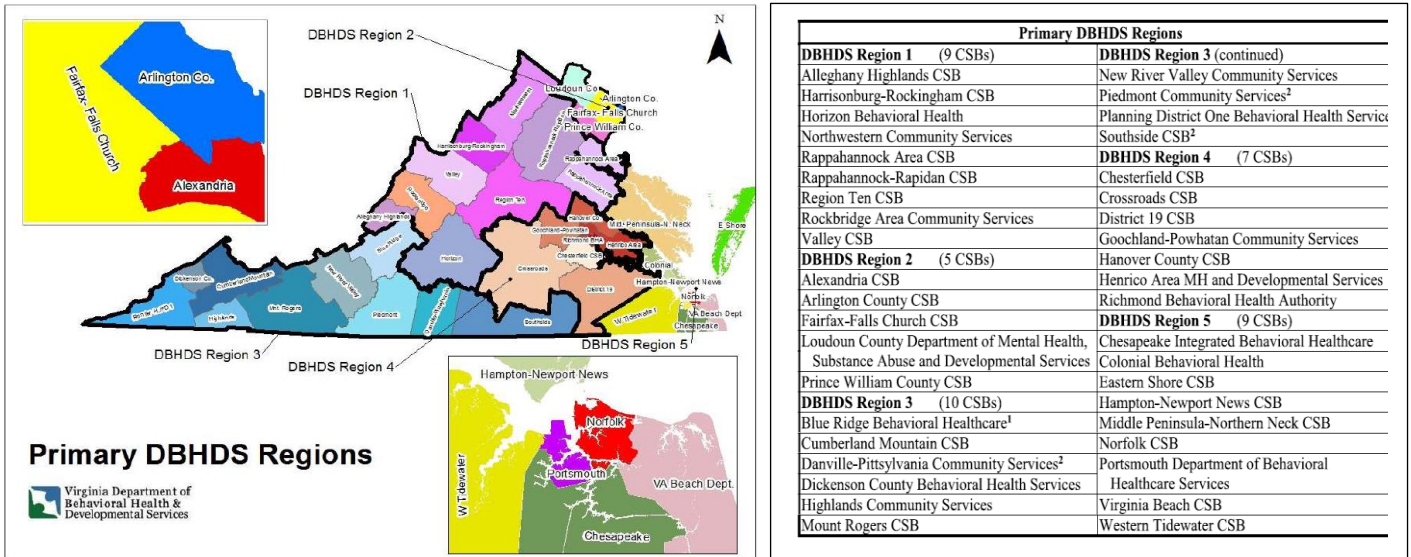 Fairfax- Falls Church
Arlington Co.
Alexandria
DBHDS Region 2
DBHDS Region 1
N
Loudoun Co.
Arlington Co.
Fairfax- Falls Church
Prince William Co.
Northwestern
Harrisonburg-Rockingham
Rappahannock Area
Valley
Region Ten
Alleghany Highlands
Hanover Co.
Goochland-Powhatan
Richmond BHA
Henrico Area
Chesterfield CSB
Mid- Peninsula-N. Neck
E Shore
Colonial
Blue Ridge
Horizon
Crossroads
Dickenson Co.
Cumberland Mountain
New River Valley
Hampton-Newport News
Norfolk
District 19
VA Beach Dept.
W Tidewater
Chesapeake
Highlands
Mt. Rogers
Piedmont
Southside
DBHDS Region 3
DBHDS Region 4
DBHDS Region 5
Hampton-Newport News
Norfolk
Portsmouth
W Tidewater
VA Beach Dept.
Chesapeake
Primary DBHDS Regions
Virginia Department of
Behavioral Health &
Developmental Services
Primary DBHDS Regions
DBHDS Region 1 (9 CSBs)
Alleghany Highlands CSB
Harrisonburg-Rockingham CSB
Horizon Behavioral Health
Northwestern Community Services
Rappahannock Area CSB
Rappahannock-Rapidan CSB
Region Ten CSB
Rockbridge Area Community Services
Valley CSB
DBHDS Region 2 (5 CSBs)
Alexandria CSB
Arlington County CSB
Fairfax-Falls Church CSB
Loudoun County Department of Mental Health,
Substance Abuse and Developmental Services
Prince William County CSB
DBHDS Region 3 (10 CSBs)
Blue Ridge Behavioral Healthcare¹
Cumberland Mountain CSB
Danville-Pittsylvania Community Services²
Dickenson County Behavioral Health Services
Highlands Community Services
Mount Rogers CSB
DBHDS Region 3 (continued)
New River Valley Community Services
Piedmont Community Services²
Planning District One Behavioral Health Service
Southside CSB²
DBHDS Region 4 (7 CSBs)
Chesterfield CSB
Crossroads CSB
District 19 CSB
Goochland-Powhatan Community Services
Hanover County CSB
Henrico Area MH and Developmental Services
Richmond Behavioral Health Authority
DBHDS Region 5 (9 CSBs)
Chesapeake Integrated Behavioral Healthcare
Colonial Behavioral Health
Eastern Shore CSB
Hampton-Newport News CSB
Middle Peninsula-Northern Neck CSB
Norfolk CSB
Portsmouth Department of Behavioral
Healthcare Services
Virginia Beach CSB
Western Tidewater CSB